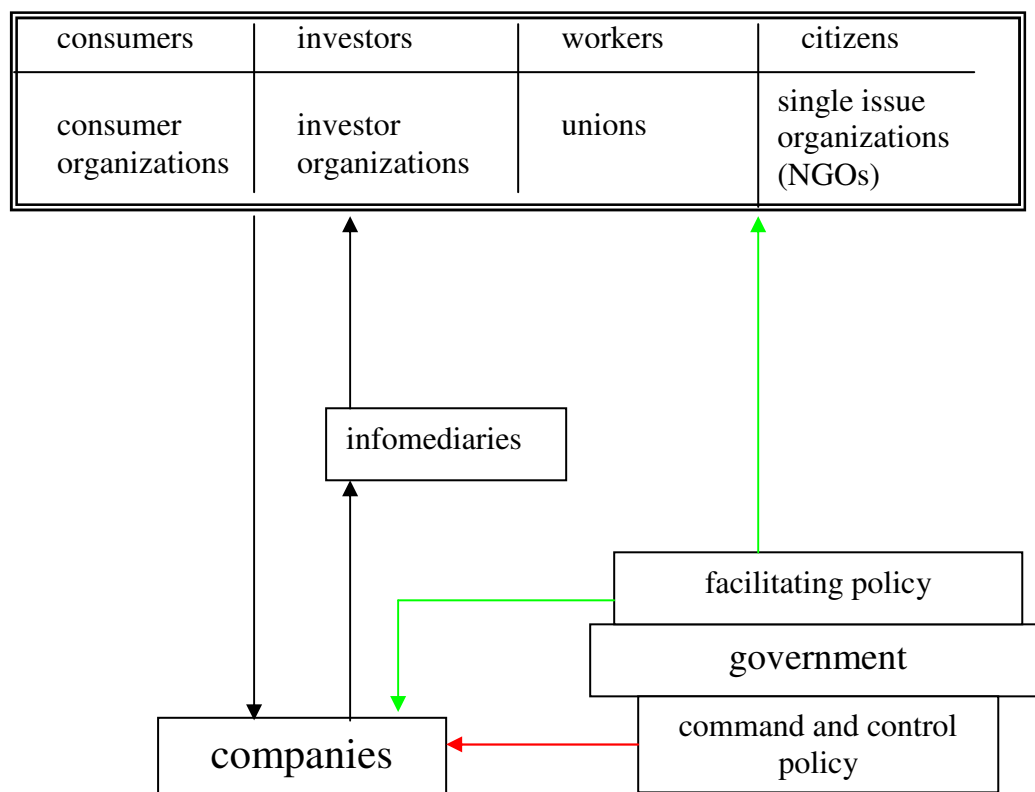 consumers
investors
workers
citizens
consumer
organizations
investor
organizations
unions
single issue
organizations
(NGOs)
infomediaries
facilitating policy
government
command and control
policy
companies